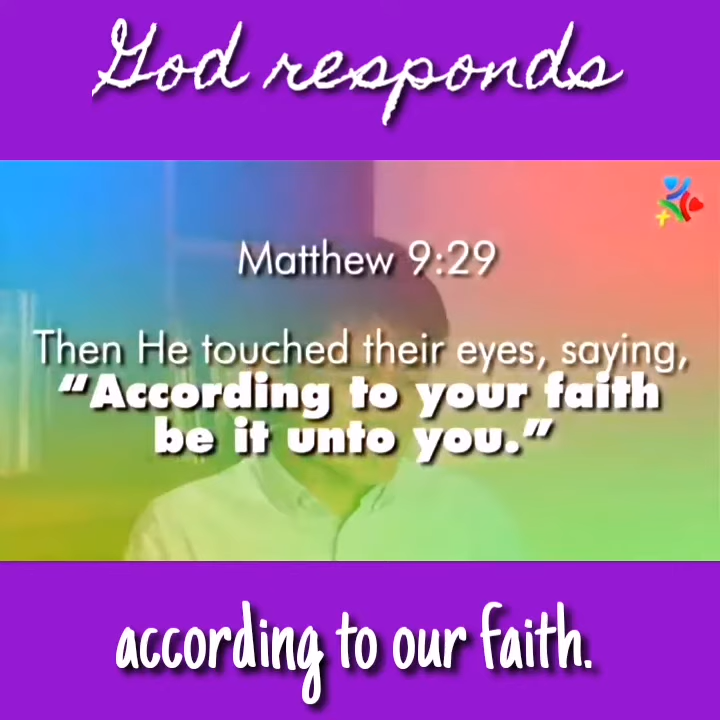 God responds
Matthew 9:29
Then He touched their eyes, saying,
“According to your faith
be it unto you.”
according to our faith.